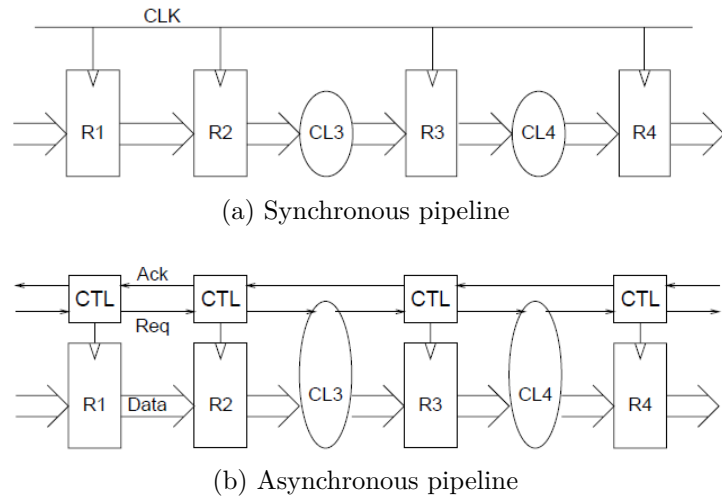 CLK
R1 R2 CL3 R3 CL4 R4
(a) Synchronous pipeline
Ack
CTL CTL CTL CTL
Req
R1 Data R2 CL3 R3 CL4 R4
(b) Asynchronous pipeline